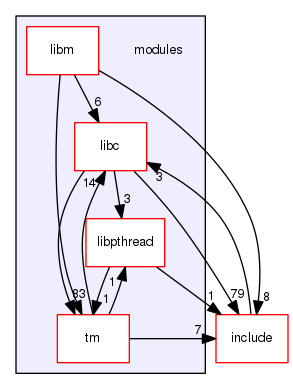 libm
modules
6
libc
14
3
3
libpthread
83
1
1
1
79
8
tm
7
include